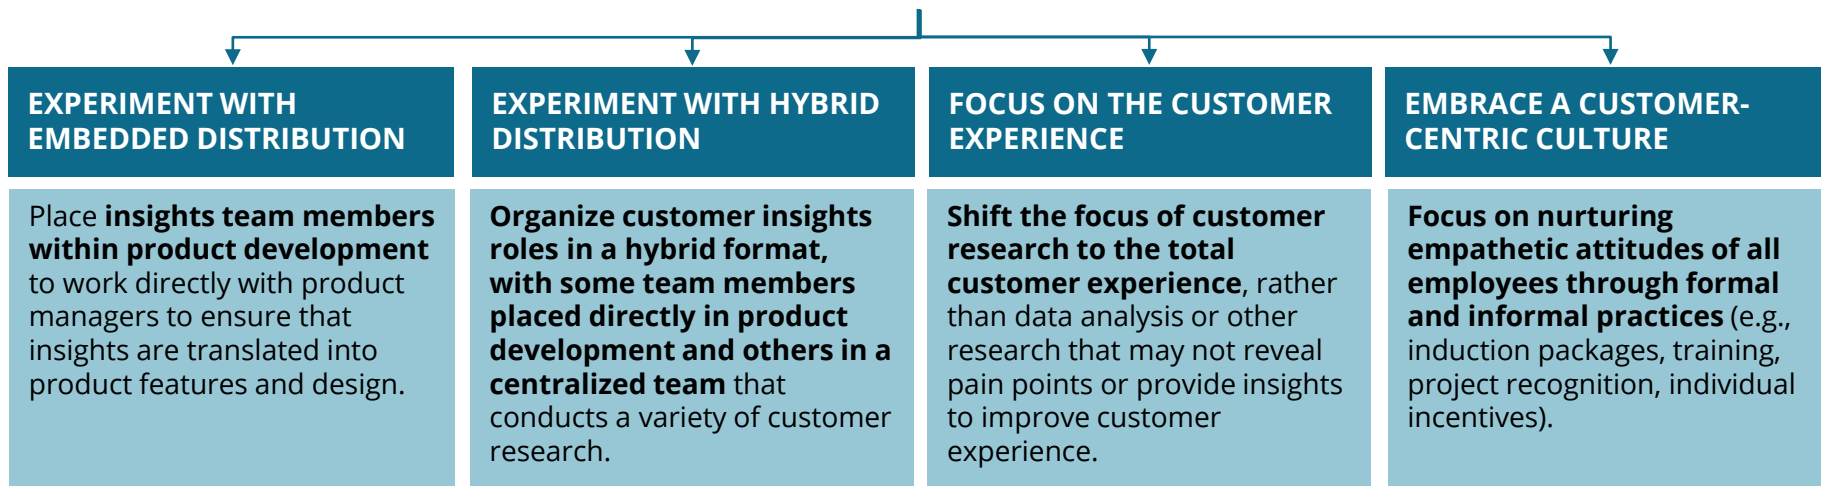 EXPERIMENT WITH
EMBEDDED DISTRIBUTION
Place insights team members
within product development
to work directly with product
managers to ensure that
insights are translated into
product features and design.
EXPERIMENT WITH HYBRID
DISTRIBUTION
Organize customer insights
roles in a hybrid format,
with some team members
placed directly in product
development and others in a
centralized team that
conducts a variety of customer
research.
FOCUS ON THE CUSTOMER
EXPERIENCE
Shift the focus of customer
research to the total
customer experience, rather
than data analysis or other
research that may not reveal
pain points or provide insights
to improve customer
experience.
EMBRACE A CUSTOMER-
CENTRIC CULTURE
Focus on nurturing
empathetic attitudes of all
employees through formal
and informal practices (e.g.,
induction packages, training,
project recognition, individual
incentives).